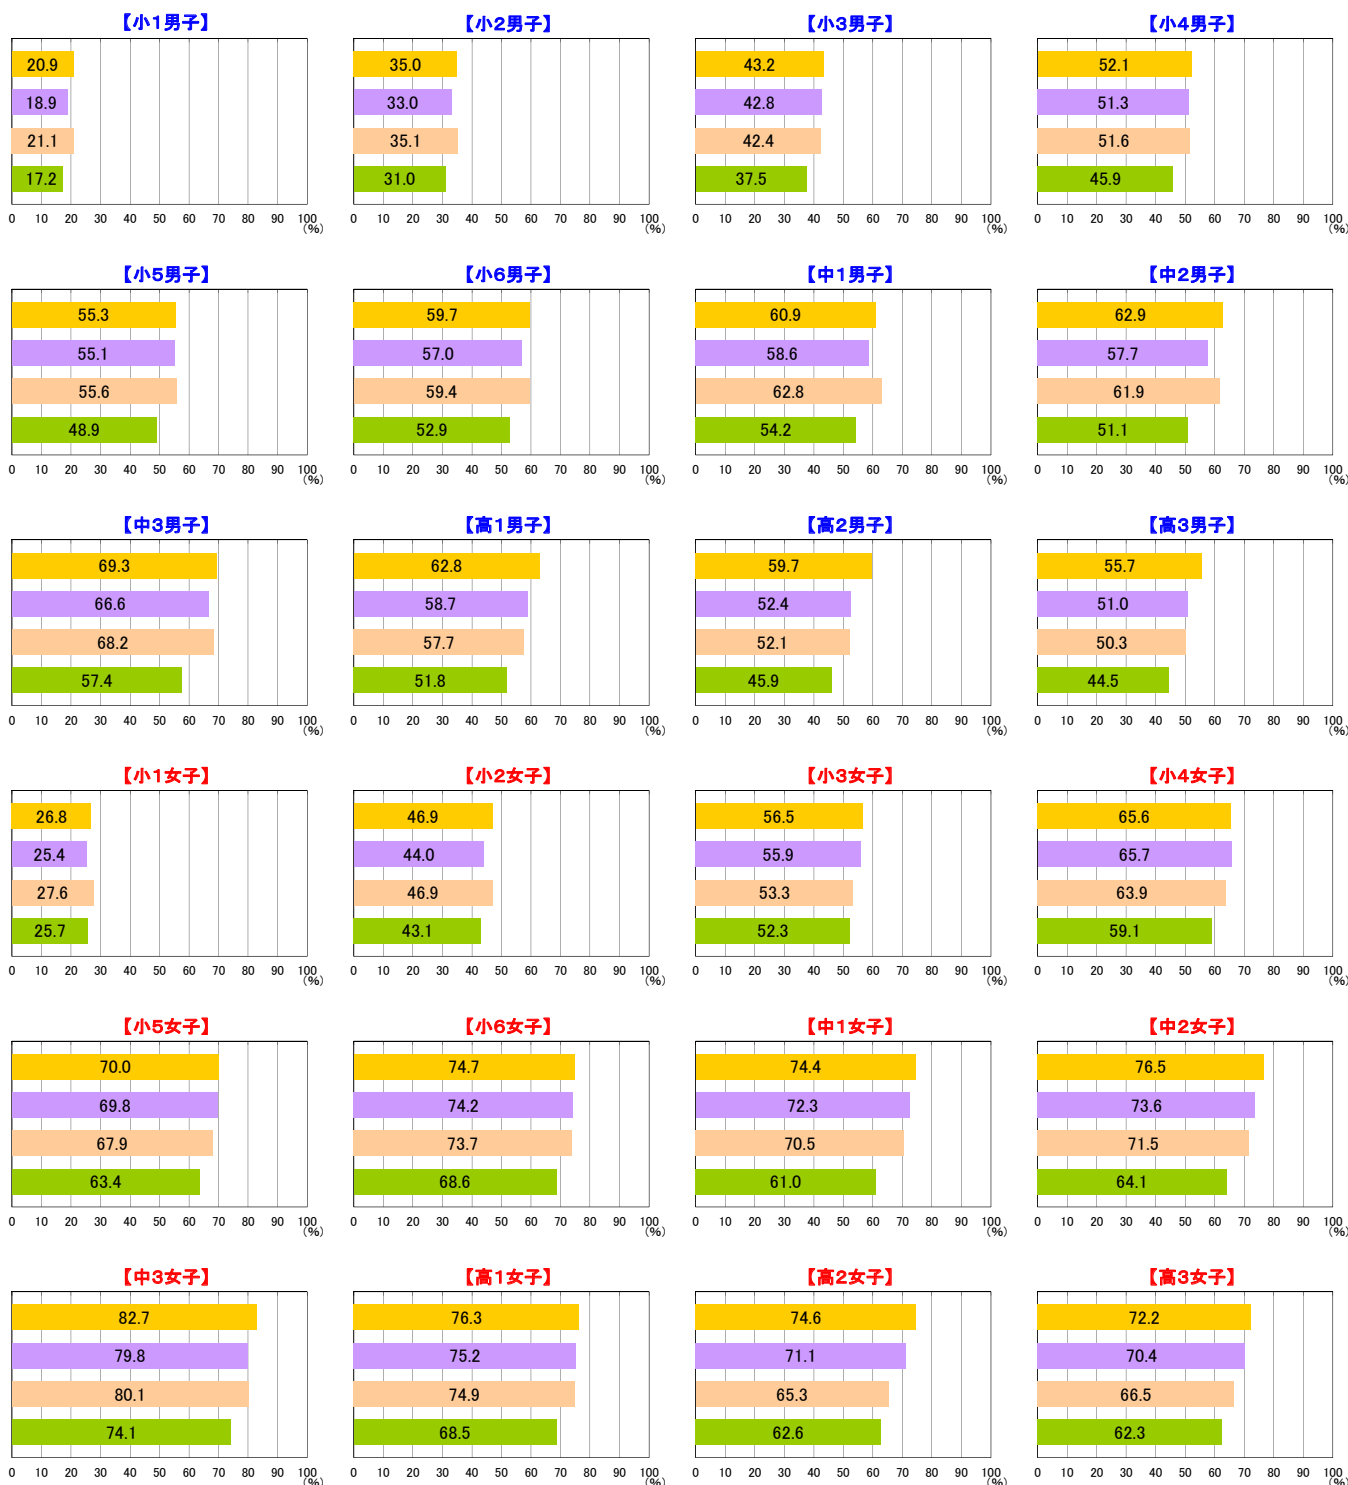 【小1男子】 【小2男子】 【小3男子】 【小4男子】
20.9 35.0 43.2 52.1
18.9 33.0 42.8 51.3
21.1 35.1 42.4 51.6
17.2 31.0 37.5 45.9
0 10 20 30 40 50 60 70 80 90 100 0 10 20 30 40 50 60 70 80 90 100 0 10 20 30 40 50 60 70 80 90 100 0 10 20 30 40 50 60 70 80 90 100
(%) (%) (%) (%)
【小5男子】 【小6男子】 【中1男子】 【中2男子】
55.3 59.7 60.9 62.9
55.1 57.0 58.6 57.7
55.6 59.4 62.8 61.9
48.9 52.9 54.2 51.1
0 10 20 30 40 50 60 70 80 90 100 0 10 20 30 40 50 60 70 80 90 100 0 10 20 30 40 50 60 70 80 90 100 0 10 20 30 40 50 60 70 80 90 100
(%) (%) (%) (%)
【中3男子】 【高1男子】 【高2男子】 【高3男子】
69.3 62.8 59.7 55.7
66.6 58.7 52.4 51.0
68.2 57.7 52.1 50.3
57.4 51.8 45.9 44.5
0 10 20 30 40 50 60 70 80 90 100 0 10 20 30 40 50 60 70 80 90 100 0 10 20 30 40 50 60 70 80 90 100 0 10 20 30 40 50 60 70 80 90 100
(%) (%) (%) (%)
【小1女子】 【小2女子】 【小3女子】 【小4女子】
26.8 46.9 56.5 65.6
25.4 44.0 55.9 65.7
27.6 46.9 53.3 63.9
25.7 43.1 52.3 59.1
0 10 20 30 40 50 60 70 80 90 100 0 10 20 30 40 50 60 70 80 90 100 0 10 20 30 40 50 60 70 80 90 100 0 10 20 30 40 50 60 70 80 90 100
(%) (%) (%) (%)
【小5女子】 【小6女子】 【中1女子】 【中2女子】
70.0 74.7 74.4 76.5
69.8 74.2 72.3 73.6
67.9 73.7 70.5 71.5
63.4 68.6 61.0 64.1
0 10 20 30 40 50 60 70 80 90 100 0 10 20 30 40 50 60 70 80 90 100 0 10 20 30 40 50 60 70 80 90 100 0 10 20 30 40 50 60 70 80 90 100
(%) (%) (%) (%)
【中3女子】 【高1女子】 【高2女子】 【高3女子】
82.7 76.3 74.6 72.2
79.8 75.2 71.1 70.4
80.1 74.9 65.3 66.5
74.1 68.5 62.6 62.3
0 10 20 30 40 50 60 70 80 90 100 0 10 20 30 40 50 60 70 80 90 100 0 10 20 30 40 50 60 70 80 90 100 0 10 20 30 40 50 60 70 80 90 100
(%) (%) (%) (%)